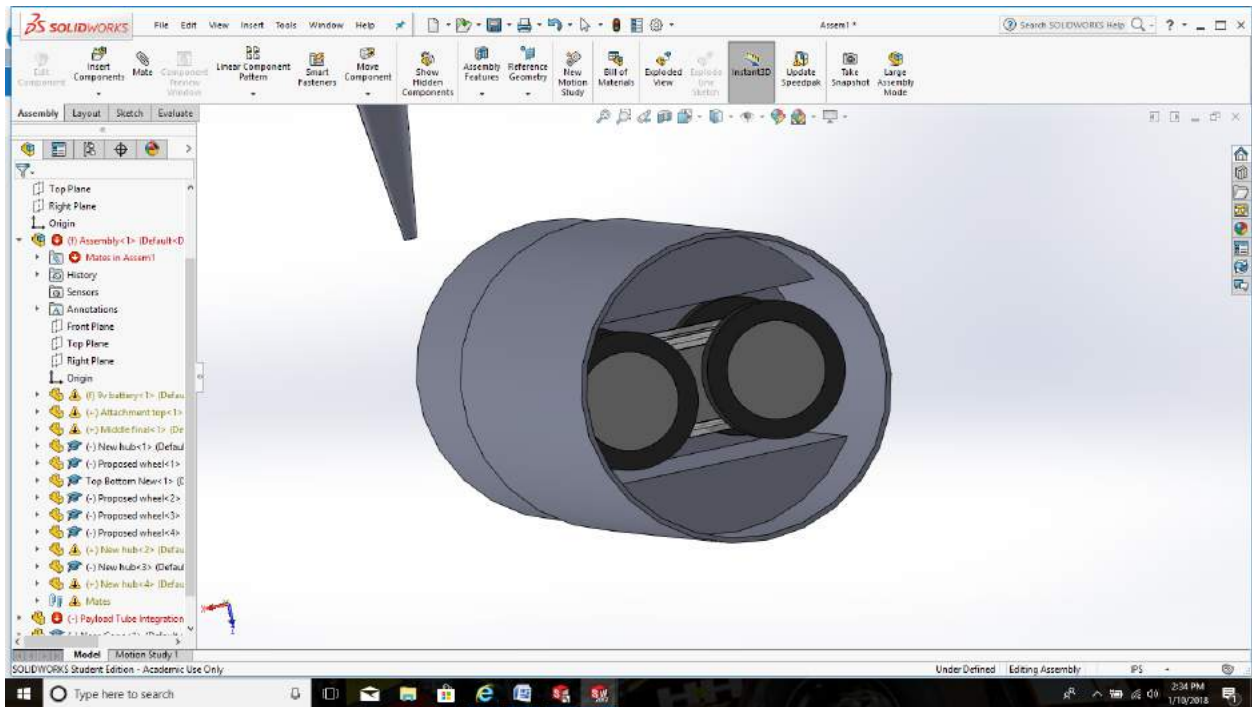 SOLIDWORKS File Edit View Insert Tools Window Help Assem1 * Search SOLIDWORKS Help
Edit Component
Insert Components
Mate
Component Preview Window
Linear Component Pattern
Smart Fasteners
Move Component
Show Hidden Components
Assembly Features
Reference Geometry
New Motion Study
Bill of Materials
Exploded View
Explode Line Sketch
Instant3D
Update Speedpak
Take Snapshot
Large Assembly Mode
Assembly Layout Sketch Evaluate
Top Plane
Right Plane
Origin
(f) Assembly<1> (Default<D
Mates in Assem1
History
Sensors
Annotations
Front Plane
Top Plane
Right Plane
Origin
(f) 9v battery<1> (Defau
(-) Attachment top<1>
(-) Middle final<1> (De
(-) New hub<1> (Defaul
(-) Proposed wheel<1>
Top Bottom New<1> (D
(-) Proposed wheel<2>
(-) Proposed wheel<3>
(-) Proposed wheel<4>
(-) New hub<2> (Defau
(-) New hub<3> (Defaul
(-) New hub<4> (Defau
Mates
(-) Payload Tube Integration
Model Motion Study 1
SOLIDWORKS Student Edition - Academic Use Only Under Defined Editing Assembly IPS
Type here to search 2:34 PM
1/10/2018